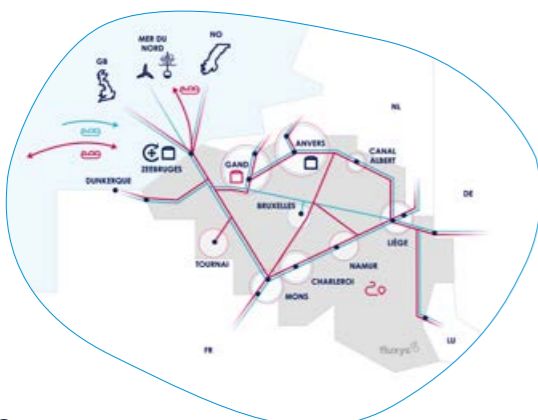 MER DU
NORD
NO
GB
NL
ANVERS
CANAL
ALBERT
GAND
ZEEBRUGES
DUNKERQUE
DE
BRUXELLES
LIÈGE
TOURNAI
NAMUR
CHARLEROI
MONS
LU
FR
fluxys